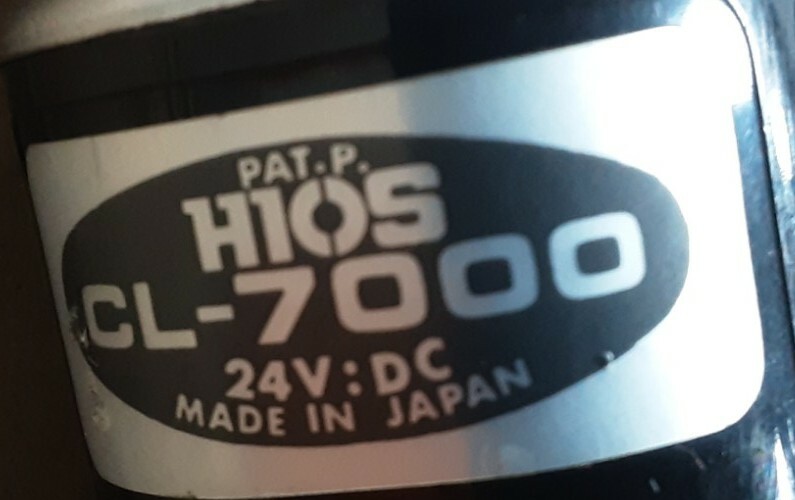 PAT.P.
HIOS
CL-7000
24V:DC
MADE IN JAPAN